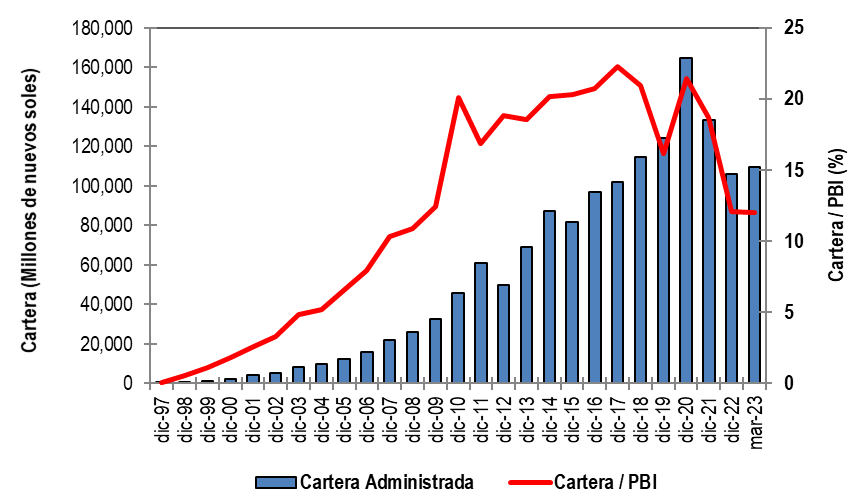 Cartera (Millones de nuevos soles)
180,000
160,000
140,000
120,000
100,000
80,000
60,000
40,000
20,000
0
25
20
15
10
5
0
Cartera / PBI (%)
dic-97
dic-98
dic-99
dic-00
dic-01
dic-02
dic-03
dic-04
dic-05
dic-06
dic-07
dic-08
dic-09
dic-10
dic-11
dic-12
dic-13
dic-14
dic-15
dic-16
dic-17
dic-18
dic-19
dic-20
dic-21
dic-22
mar-23
Cartera Administrada
Cartera / PBI